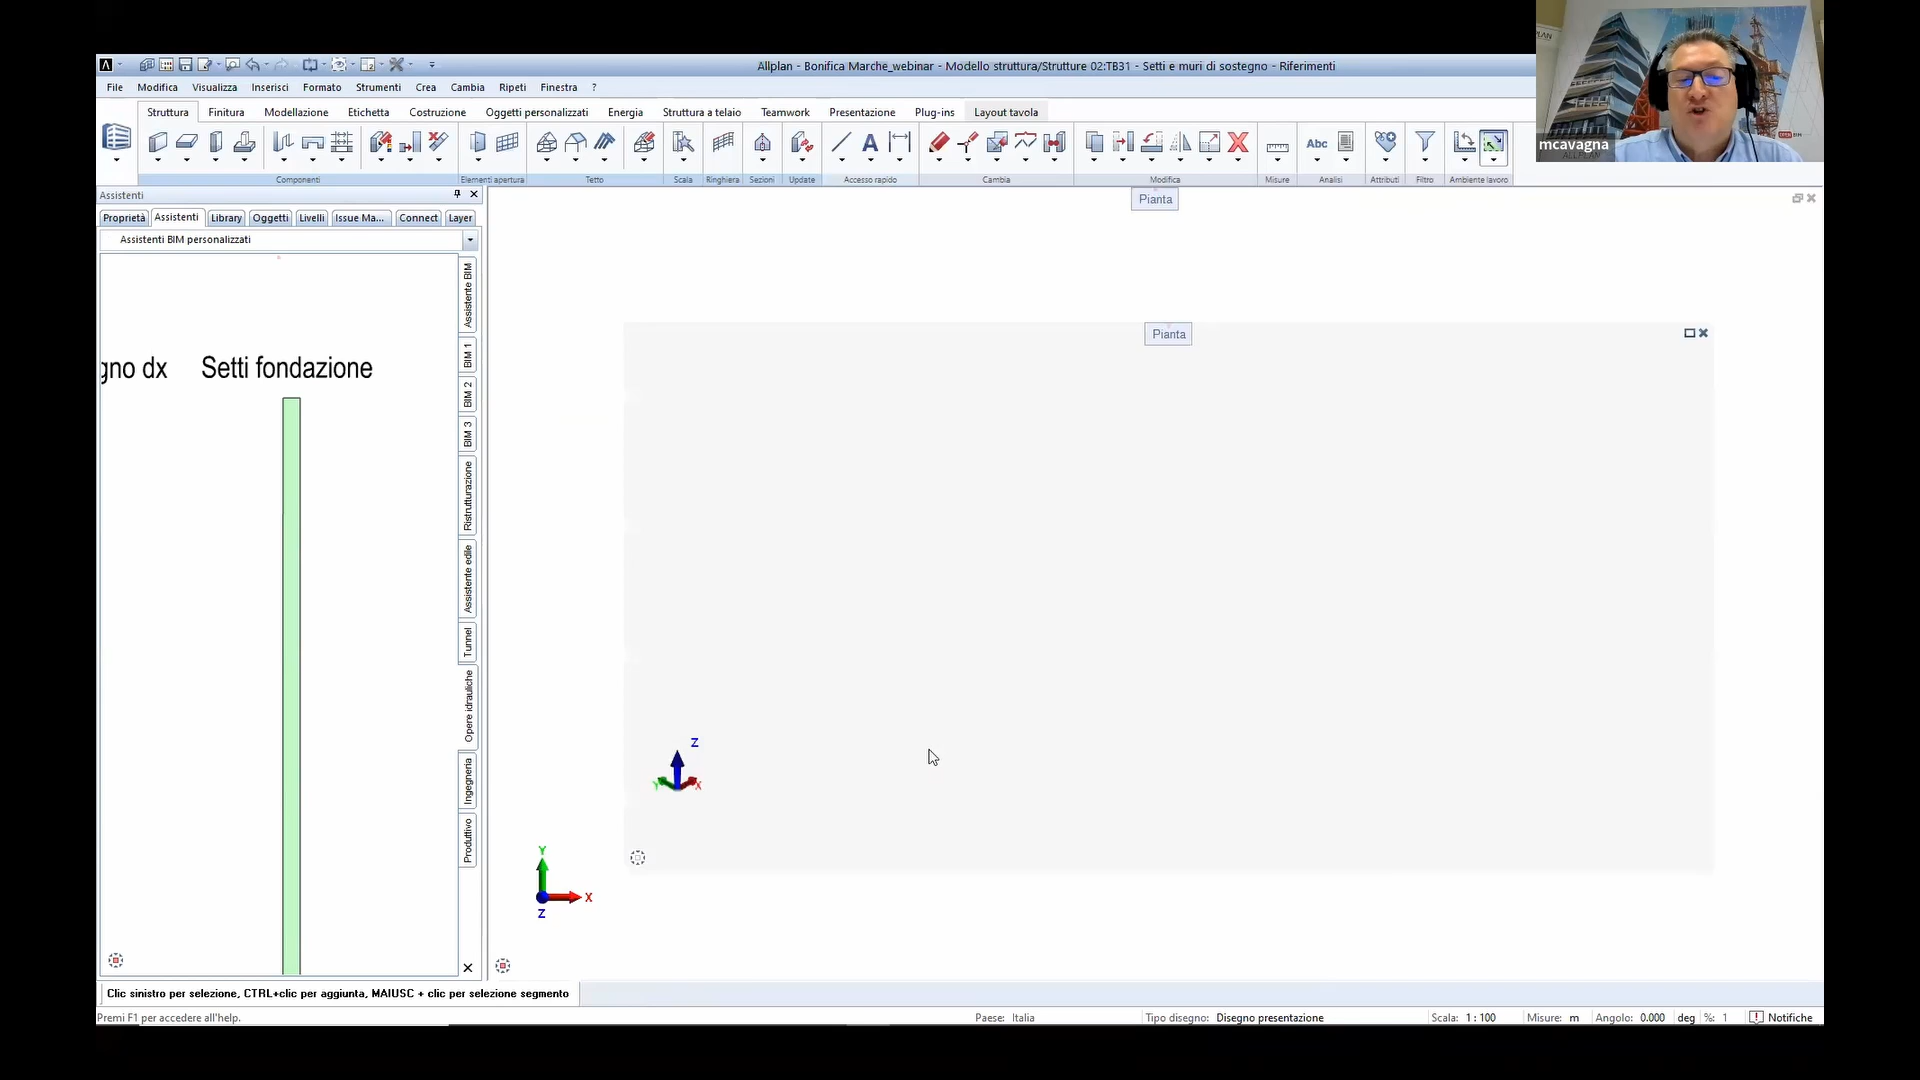 Allplan - Bonifica Marche_webinar - Modello struttura/Strutture 02:TB31 - Setti e muri di sostegno - Riferimenti
File Modifica Visualizza Inserisci Formato Strumenti Crea Cambia Ripeti Finestra ?
Struttura Finitura Modellazione Etichetta Costruzione Oggetti personalizzati Energia Struttura a telaio Teamwork Presentazione Plug-ins Layout tavola
Abc
Componenti Elementi apertura Tetto Scala Ringhiera Sezioni Update Accesso rapido Cambia Modifica Misure Analisi Attributi Filtro Ambiente lavoro
mcavagna
OPEN BIM
ALLPLAN
Assistenti
Proprietà Assistenti Library Oggetti Livelli Issue Ma... Connect Layer
Assistenti BIM personalizzati
gno dx Setti fondazione
Assistente BIM
BIM 1
BIM 2
BIM 3
Ristrutturazione
Assistente edile
Tunnel
Opere idrauliche
Ingegneria
Produttivo
Pianta
Pianta
Z
Y X
Y
X
Z
Clic sinistro per selezione, CTRL+clic per aggiunta, MAIUSC + clic per selezione segmento
Premi F1 per accedere all'help. Paese: Italia Tipo disegno: Disegno presentazione Scala: 1 : 100 Misure: m Angolo: 0.000 deg %: 1 Notifiche